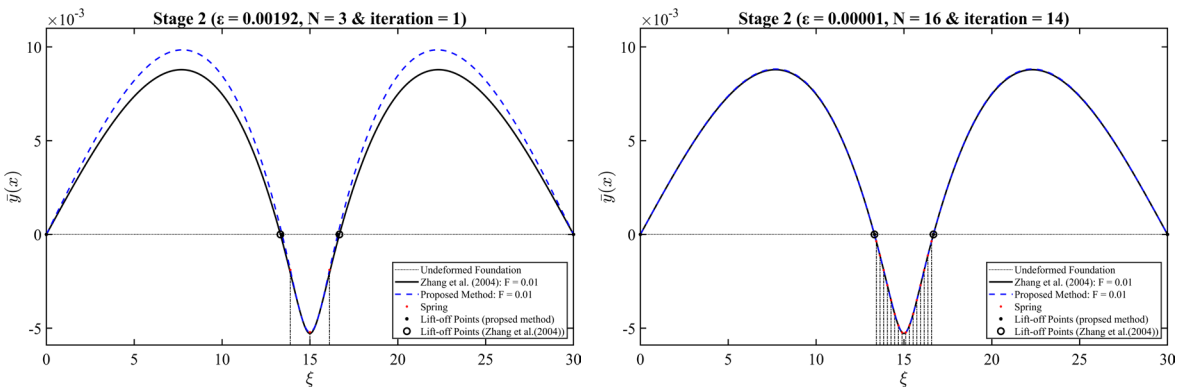 Stage 2 (ε = 0.00192, N = 3 & iteration = 1)
×10⁻³
10
5
0
-5
ȳ(x)
0 5 10 15 20 25 30
ξ
Undeformed Foundation
Zhang et al. (2004): F = 0.01
Proposed Method: F = 0.01
Spring
Lift-off Points (propsed method)
Lift-off Points (Zhang et al.(2004))
Stage 2 (ε = 0.00001, N = 16 & iteration = 14)
×10⁻³
10
5
0
-5
ȳ(x)
0 5 10 15 20 25 30
ξ
Undeformed Foundation
Zhang et al. (2004): F = 0.01
Proposed Method: F = 0.01
Spring
Lift-off Points (propsed method)
Lift-off Points (Zhang et al.(2004))